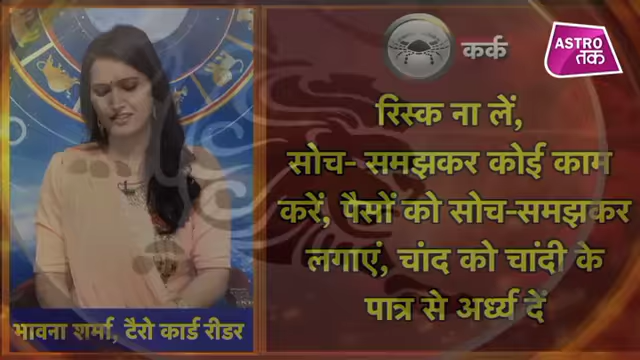 कर्क
ASTRO
तक
रिस्क ना लें,
सोच- समझकर कोई काम
करें, पैसों को सोच-समझकर
लगाएं, चांद को चांदी के
पात्र से अर्ध्य दें
भावना शर्मा, टैरो कार्ड रीडर